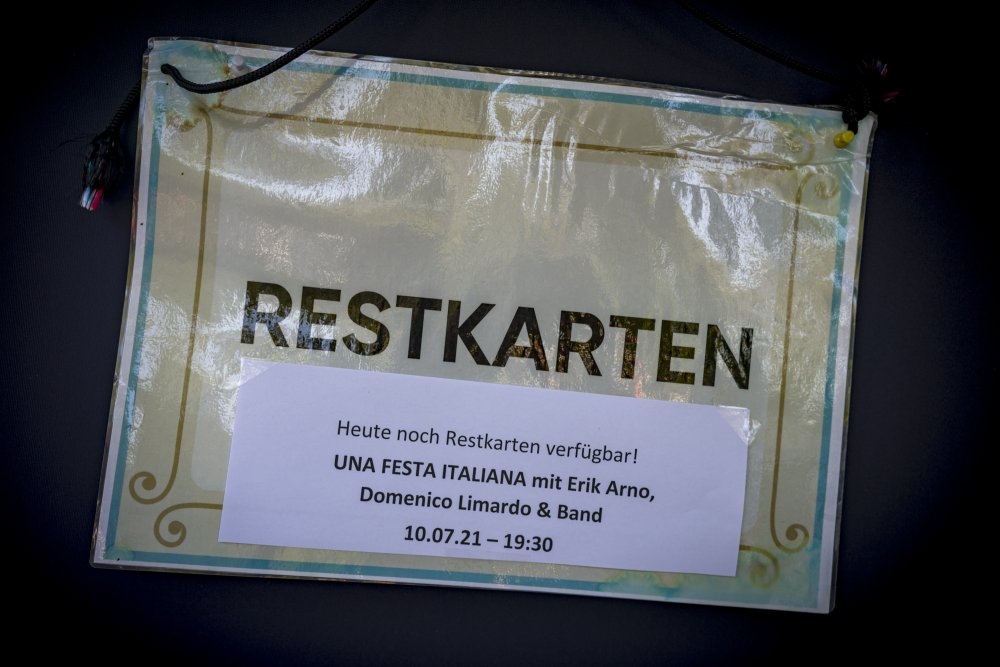 RESTKARTEN
Heute noch Restkarten verfügbar!
UNA FESTA ITALIANA mit Erik Arno,
Domenico Limardo & Band
10.07.21 – 19:30